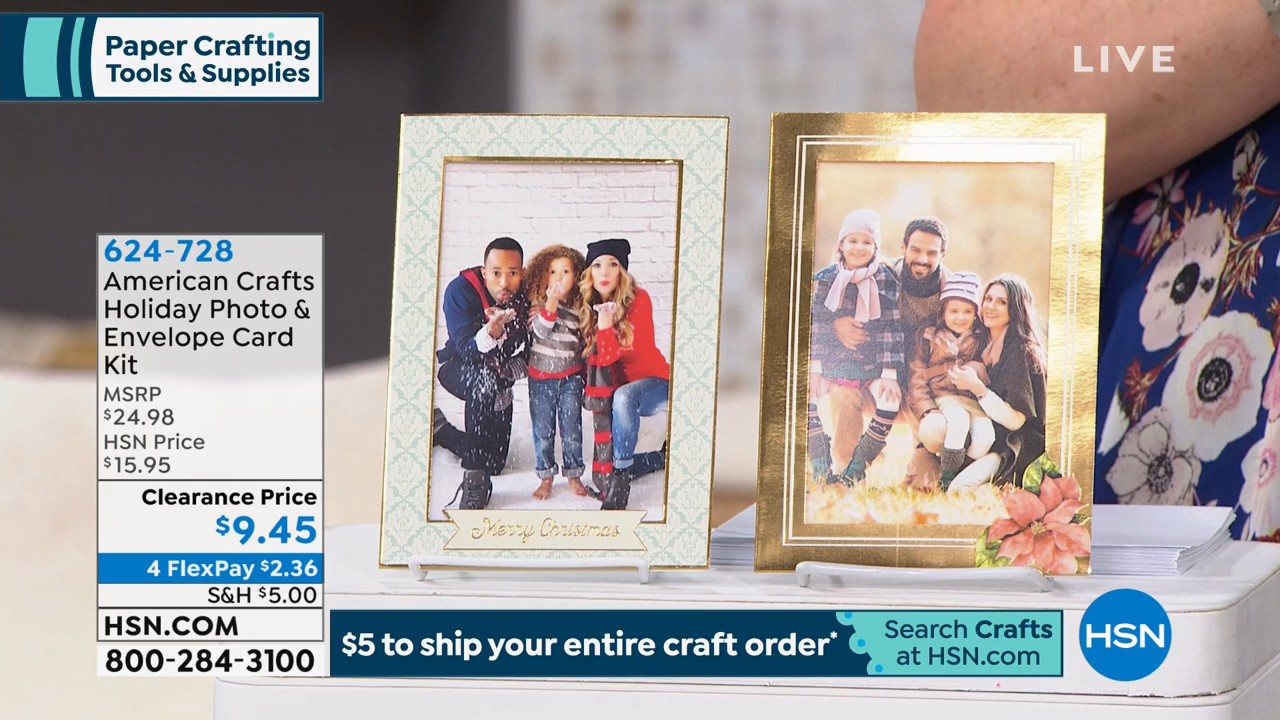 Paper Crafting
Tools & Supplies
LIVE
624-728
American Crafts
Holiday Photo &
Envelope Card
Kit
MSRP
$24.98
HSN Price
$15.95
Clearance Price
$9.45
4 FlexPay $2.36
S&H $5.00
HSN.COM
800-284-3100
Merry Christmas
$5 to ship your entire craft order*
Search Crafts
at HSN.com
HSN